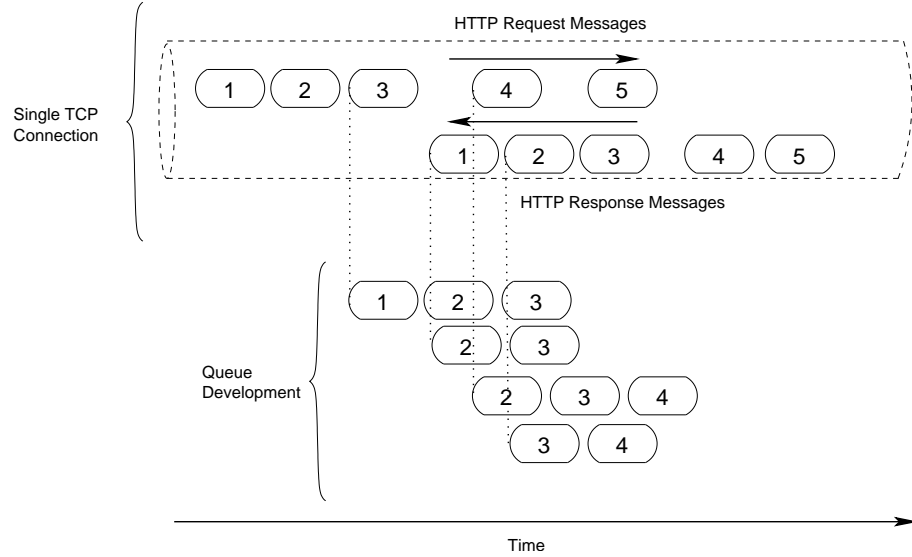 HTTP Request Messages
1 2 3 4 5
Single TCP
Connection
1 2 3 4 5
HTTP Response Messages
1 2 3
2 3
Queue
Development
2 3 4
3 4
Time